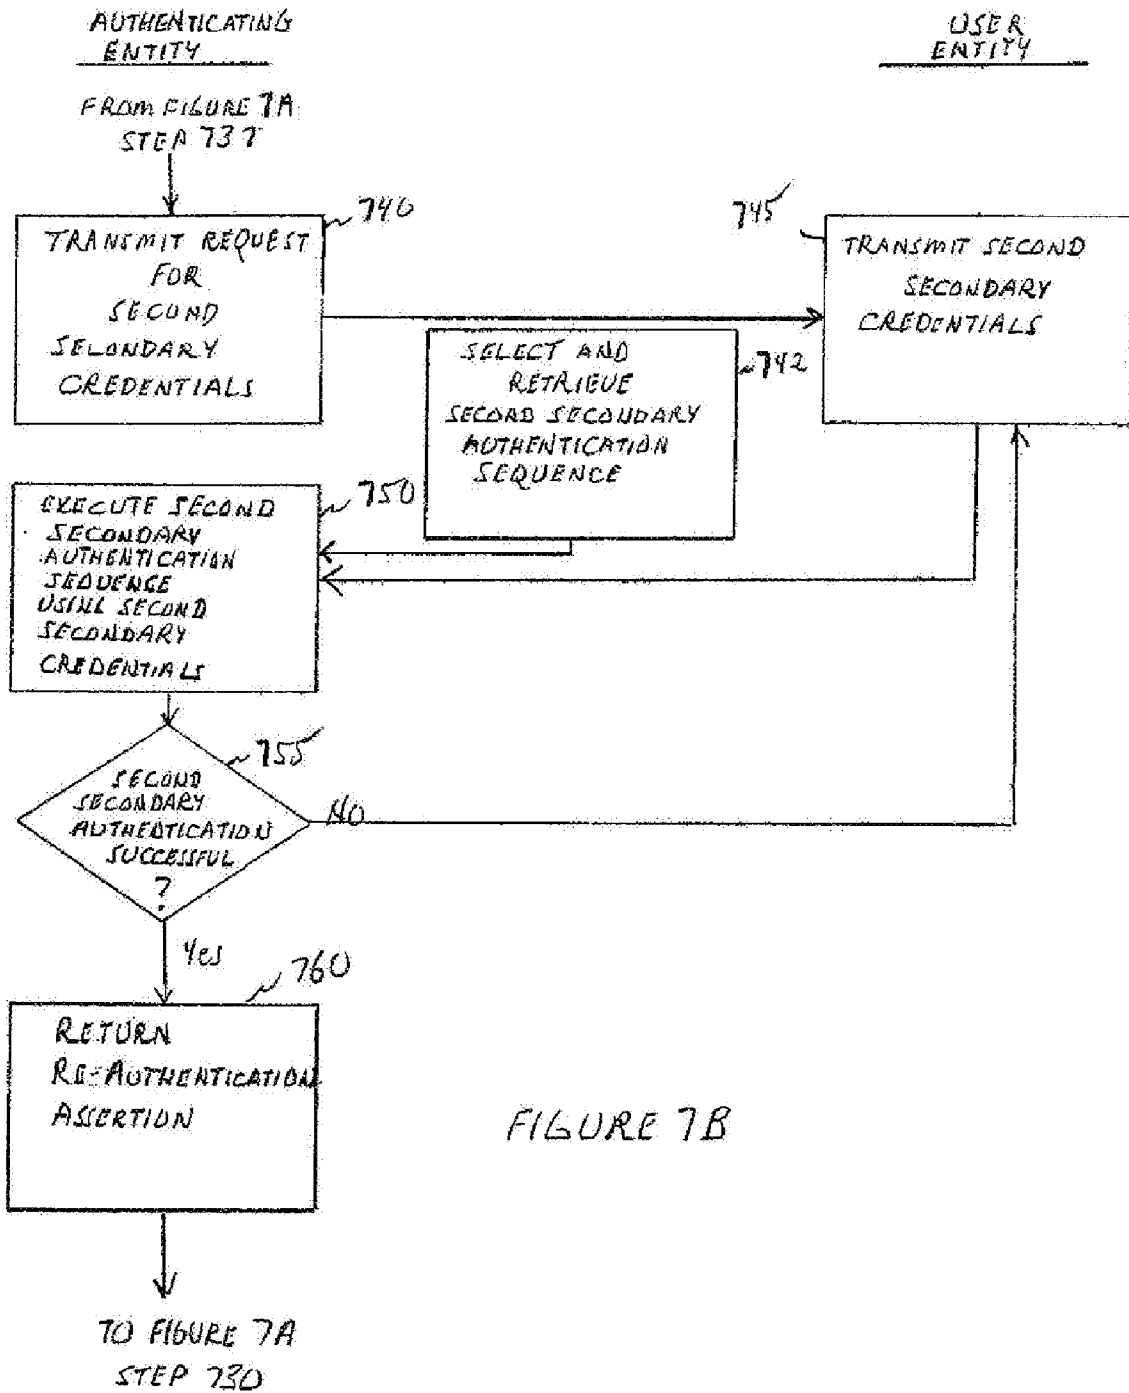 AUTHENTICATING
ENTITY
USER
ENTITY
FROM FIGURE 7A
STEP 737
740
TRANSMIT REQUEST
FOR
SECOND
SELONDARY
CREDENTIALS
745
TRANSMIT SECOND
SECONDARY
CREDENTIALS
742
SELECT AND
RETRIEVE
SECOND SECONDARY
AUTHENTICATION
SEQUENCE
750
EXECUTE SECOND
SECONDARY
AUTHENTICATION
SEQUENCE
USING SECOND
SECONDARY
CREDENTIALS
755
SECOND
SECONDARY
AUTHENTICATION
SUCCESSFUL
?
NO
Yes
760
RETURN
RE-AUTHENTICATION
ASSERTION
FIGURE 7B
TO FIGURE 7A
STEP 730